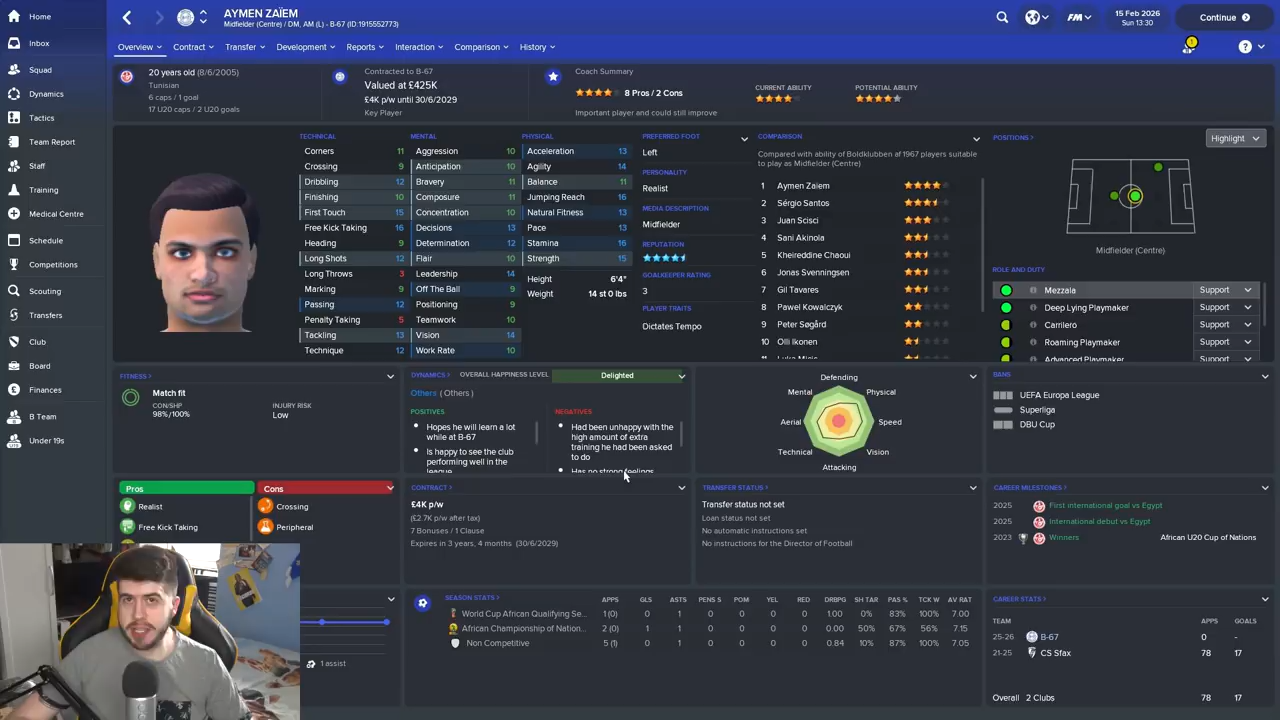 Home
Inbox
Squad
Dynamics
Tactics
Team Report
Staff
Training
Medical Centre
Schedule
Competitions
Scouting
Transfers
Club
Board
Finances
B Team
Under 19s
AYMEN ZAÏEM
Midfielder (Centre) / DM, AM (L) - B-67 (ID:1915552773)
FM
15 Feb 2026
Sun 13:30
Continue
Overview
Contract
Transfer
Development
Reports
Interaction
Comparison
History
20 years old (8/6/2005)
Tunisian
6 caps / 1 goal
17 U20 caps / 2 U20 goals
Contracted to B-67
Valued at £425K
£4K p/w until 30/6/2029
Key Player
Coach Summary
8 Pros / 2 Cons
Important player and could still improve
CURRENT ABILITY
POTENTIAL ABILITY
TECHNICAL
Corners 11
Crossing 9
Dribbling 12
Finishing 10
First Touch 15
Free Kick Taking 16
Heading 9
Long Shots 12
Long Throws 3
Marking 9
Passing 12
Penalty Taking 5
Tackling 13
Technique 12
MENTAL
Aggression 10
Anticipation 10
Bravery 11
Composure 11
Concentration 10
Decisions 13
Determination 12
Flair 10
Leadership 14
Off The Ball 9
Positioning 9
Teamwork 10
Vision 14
Work Rate 10
PHYSICAL
Acceleration 13
Agility 14
Balance 11
Jumping Reach 16
Natural Fitness 13
Pace 13
Stamina 16
Strength 15
Height 6'4"
Weight 14 st 0 lbs
PREFERRED FOOT
Left
PERSONALITY
Realist
MEDIA DESCRIPTION
Midfielder
REPUTATION
GOALKEEPER RATING
3
PLAYER TRAITS
Dictates Tempo
COMPARISON
Compared with ability of Boldklubben af 1967 players suitable
to play as Midfielder (Centre)
1 Aymen Zaïem
2 Sérgio Santos
3 Juan Scisci
4 Sani Akinola
5 Kheireddine Chaoui
6 Jonas Svenningsen
7 Gil Tavares
8 Pawel Kowalczyk
9 Peter Søgård
10 Olli Ikonen
11
POSITIONS
Highlight
Midfielder (Centre)
ROLE AND DUTY
Mezzala Support
Deep Lying Playmaker Support
Carrilero Support
Roaming Playmaker Support
Advanced Playmaker Support
FITNESS
Match fit
CON/SHP
98%/100%
INJURY RISK
Low
DYNAMICS
OVERALL HAPPINESS LEVEL
Delighted
Others ( Others )
POSITIVES
Hopes he will learn a lot
while at B-67
Is happy to see the club
performing well in the
league
NEGATIVES
Had been unhappy with the
high amount of extra
training he had been asked
to do
Has no strong feelings
Defending
Physical
Speed
Vision
Attacking
Technical
Aerial
Mental
BANS
UEFA Europa League
Superliga
DBU Cup
Pros
Cons
Realist
Crossing
Free Kick Taking
Peripheral
CONTRACT
£4K p/w
(£2.7K p/w after tax)
7 Bonuses / 1 Clause
Expires in 3 years, 4 months (30/6/2029)
TRANSFER STATUS
Transfer status not set
Loan status not set
No automatic instructions set
No instructions for the Director of Football
CAREER MILESTONES
2025 First international goal vs Egypt
2025 International debut vs Egypt
2023 Winners African U20 Cup of Nations
1 assist
SEASON STATS APPS GLS ASTS PENS S POM YEL RED DRBPG SH TAR PAS % TCK W AV RAT
World Cup African Qualifying Se... 1 (0) 0 1 0 0 0 0 1.00 0% 83% 100% 7.00
African Championship of Nation... 2 (0) 1 1 0 0 0 0 0.00 50% 67% 56% 7.15
Non Competitive 5 (1) 0 1 0 0 0 0 0.84 10% 87% 100% 7.05
CAREER STATS
TEAM APPS GOALS
25-26 B-67 0 -
21-25 CS Sfax 78 17
Overall 2 Clubs 78 17